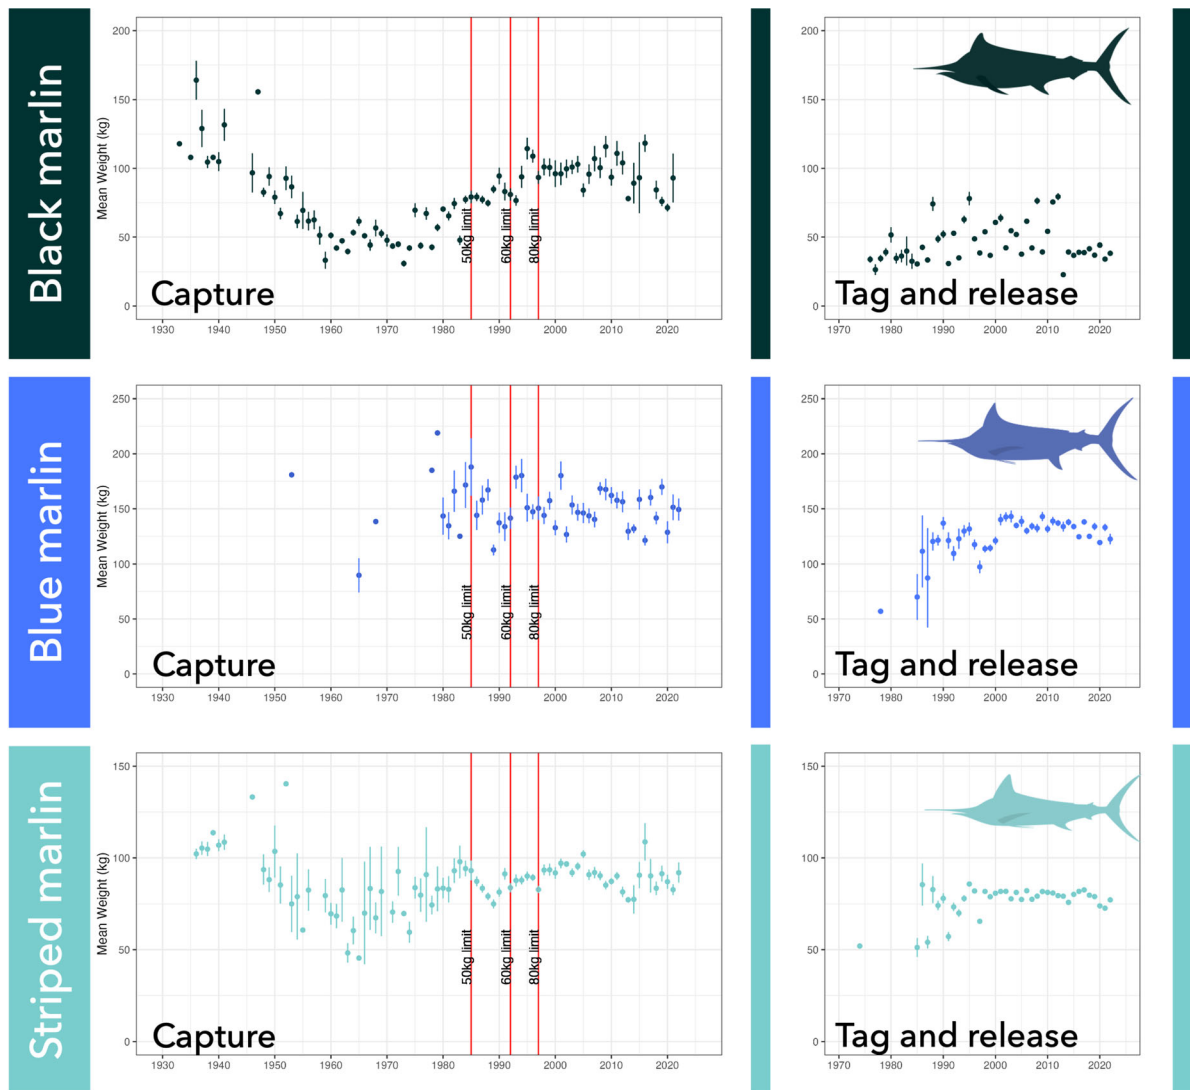 Black marlin
Mean Weight (kg)
200
150
100
50
0
50kg limit
60kg limit
80kg limit
Capture
1930 1940 1950 1960 1970 1980 1990 2000 2010 2020
200
150
100
50
0
Tag and release
1970 1980 1990 2000 2010 2020
Blue marlin
Mean Weight (kg)
250
200
150
100
50
0
50kg limit
60kg limit
80kg limit
Capture
1930 1940 1950 1960 1970 1980 1990 2000 2010 2020
250
200
150
100
50
0
Tag and release
1970 1980 1990 2000 2010 2020
Striped marlin
Mean Weight (kg)
150
100
50
0
50kg limit
60kg limit
80kg limit
Capture
1930 1940 1950 1960 1970 1980 1990 2000 2010 2020
150
100
50
0
Tag and release
1970 1980 1990 2000 2010 2020